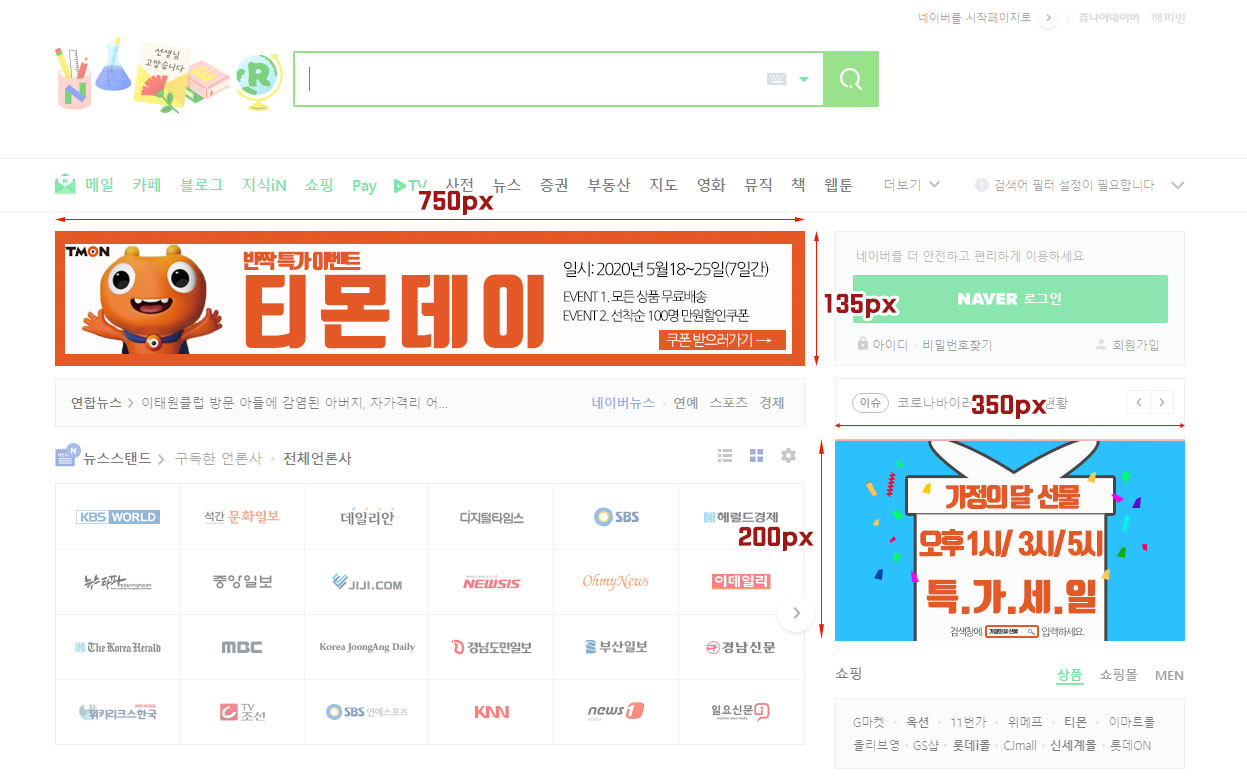 네이버를 시작페이지로 쥬니어네이버 해피빈
선생님
고맙습니다
N
E
R
메일 카페 블로그 지식iN 쇼핑 Pay TV 사전 뉴스 증권 부동산 지도 영화 뮤직 책 웹툰 더보기 검색어 필터 설정이 필요합니다
750px
TMON
반짝 특가 이벤트
티몬데이
일시: 2020년 5월18~25일(7일간)
EVENT 1. 모든 상품 무료배송
EVENT 2. 선착순 100명 만원할인쿠폰
쿠폰 받으러가기 →
135px
네이버를 더 안전하고 편리하게 이용하세요
NAVER 로그인
아이디 · 비밀번호찾기 회원가입
연합뉴스 > 이태원클럽 방문 아들에 감염된 아버지, 자가격리 어... 네이버뉴스 · 연예 스포츠 경제
이슈 코로나바이러 현황
350px
뉴스스탠드 > 구독한 언론사 · 전체언론사
KBS WORLD 석간 문화일보 데일리안 디지털타임스 SBS 헤럴드경제
200px
뉴스타파 중앙일보 JIJI.COM NEWSIS OhmyNews 이데일리
The Korea Herald MBC Korea JoongAng Daily 경남도민일보 부산일보 경남신문
위키리크스한국 TV조선 SBS 연예스포츠 KNN news1 KOREA 일요신문
가정의달 선물
오후 1시/ 3시/ 5시
특.가.세.일
검색창에 가정의달 선물 입력하세요.
쇼핑 상품 쇼핑몰 MEN
G마켓 · 옥션 · 11번가 · 위메프 · 티몬 · 이마트몰
올리브영 · GS샵 · 롯데i몰 · CJmall · 신세계몰 · 롯데ON